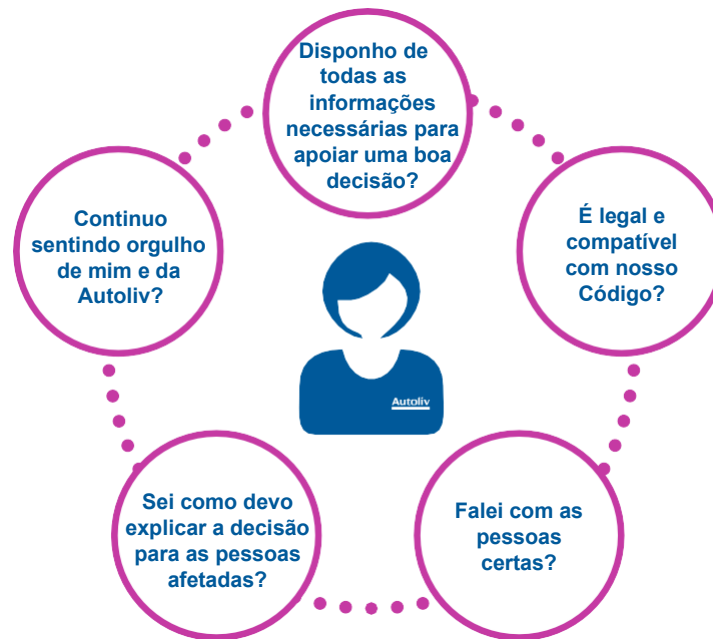 Disponho de
todas as
informações
necessárias para
apoiar uma boa
decisão?
É legal e
compatível
com nosso
Código?
Falei com as
pessoas
certas?
Sei como devo
explicar a decisão
para as pessoas
afetadas?
Continuo
sentindo orgulho
de mim e da
Autoliv?
Autoliv